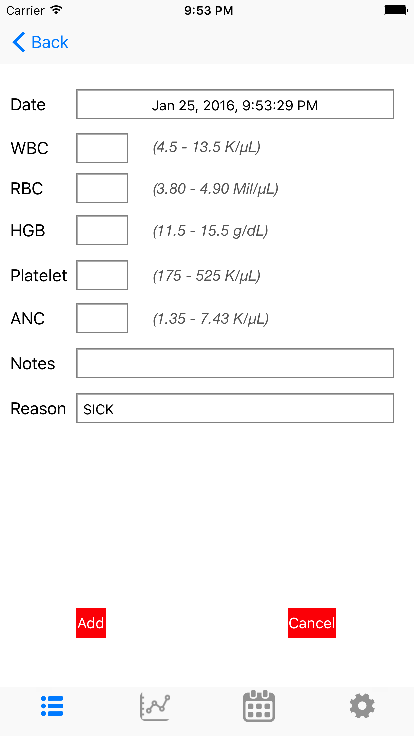 Carrier 9:53 PM
Back
Date Jan 25, 2016, 9:53:29 PM
WBC (4.5 - 13.5 K/µL)
RBC (3.80 - 4.90 Mil/µL)
HGB (11.5 - 15.5 g/dL)
Platelet (175 - 525 K/µL)
ANC (1.35 - 7.43 K/µL)
Notes
Reason SICK
Add Cancel